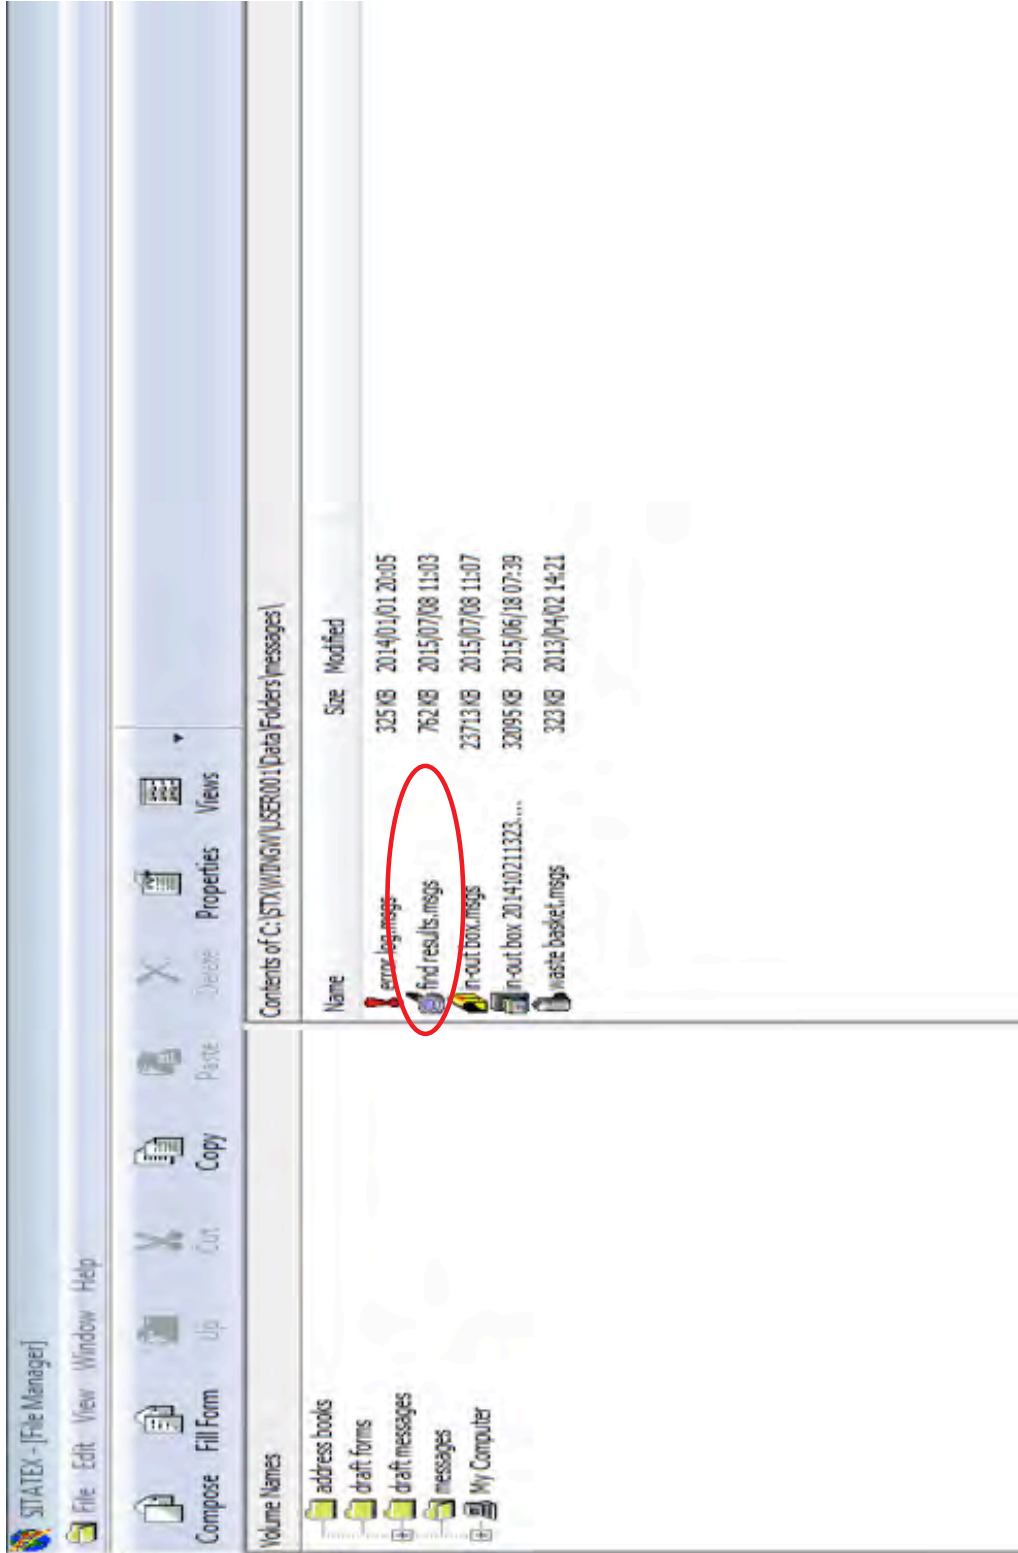 SITATEX - [File Manager]
File Edit View Window Help
Compose Fill Form Up Cut Copy Paste Delete Properties Views
Volume Names
Contents of C:\STXWINGW\USER001\Data\Folders\messages\
address books
draft forms
draft messages
messages
My Computer
Name Size Modified
error log.msgs 325 KB 2014/01/01 20:05
find results.msgs 762 KB 2015/07/08 11:03
in-out box.msgs 23713 KB 2015/07/08 11:07
in-out box 201410211323.... 32095 KB 2015/06/18 07:39
waste basket.msgs 323 KB 2013/04/02 14:21